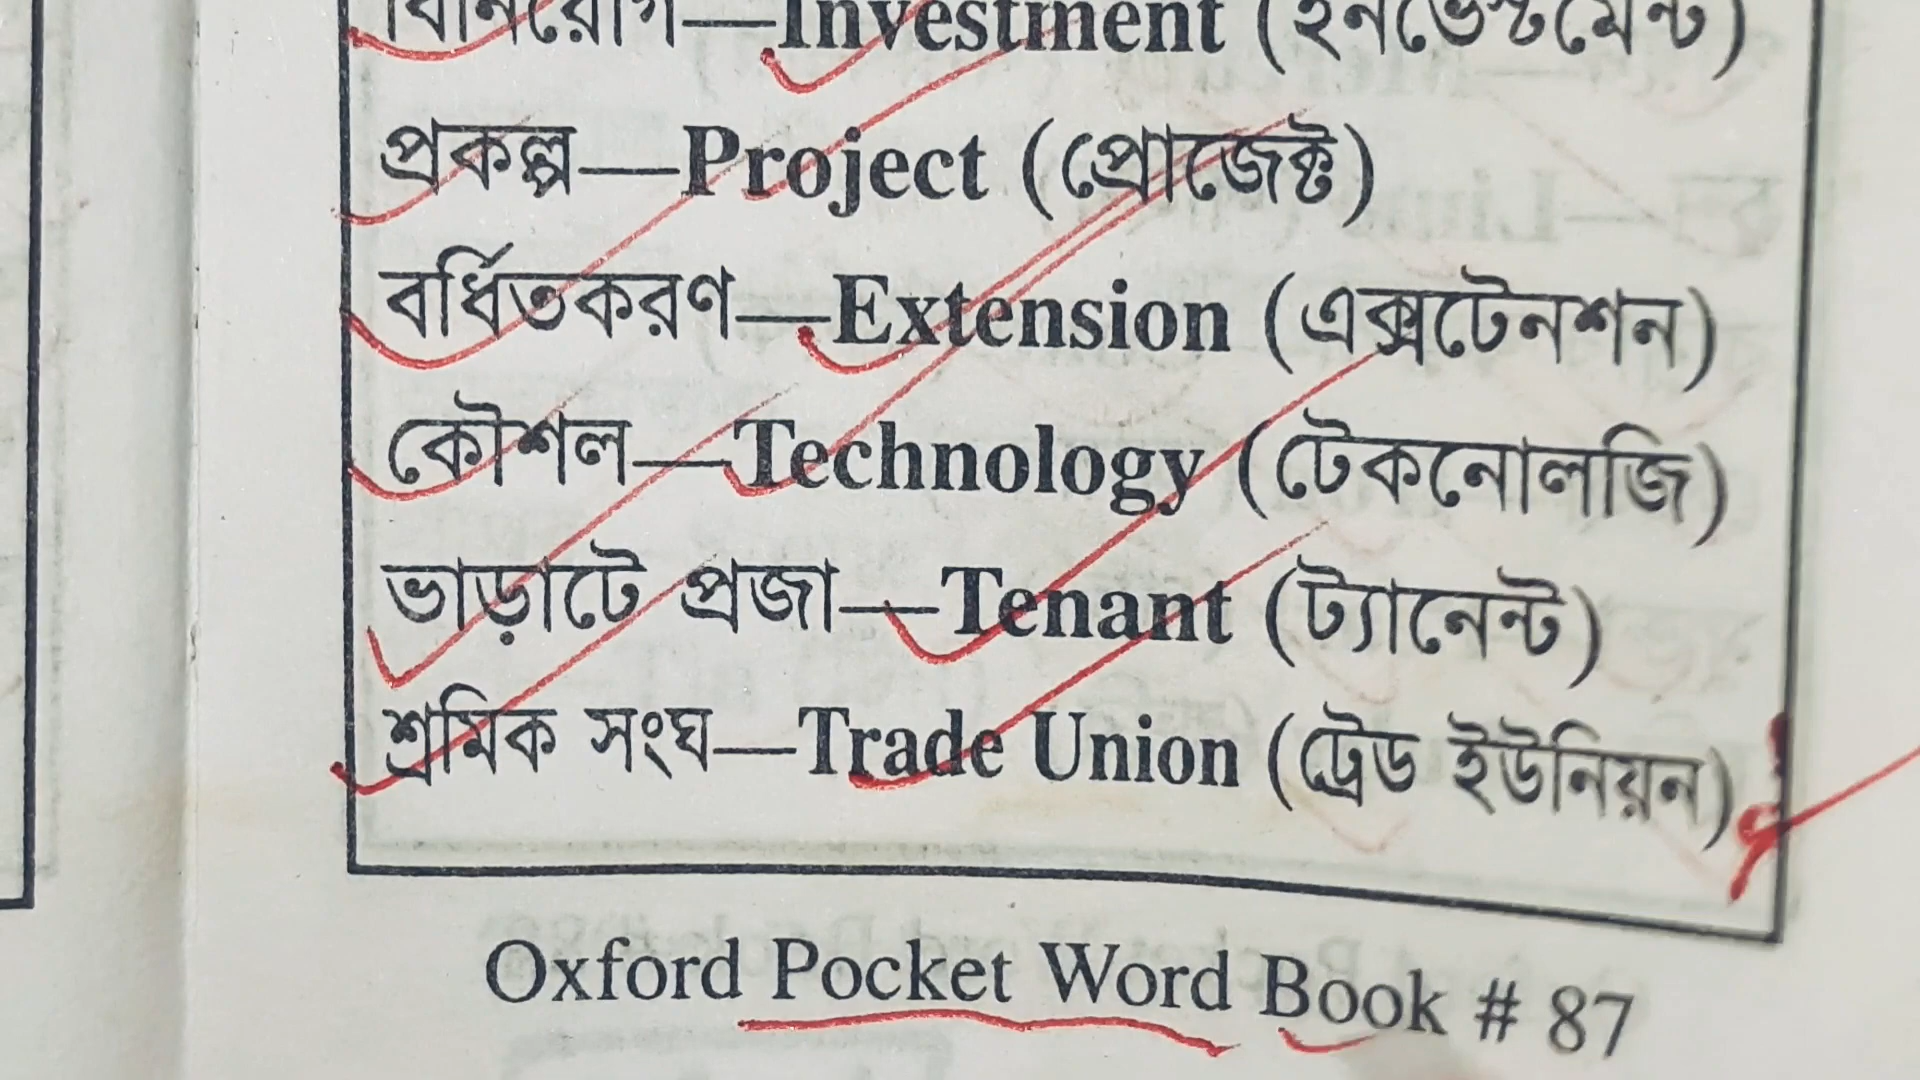 বিনিয়োগ—Investment (ইনভেস্টমেন্ট)
প্রকল্প—Project (প্রোজেক্ট)
বর্ধিতকরণ—Extension (এক্সটেনশন)
কৌশল—Technology (টেকনোলজি)
ভাড়াটে প্রজা—Tenant (ট্যানেন্ট)
শ্রমিক সংঘ—Trade Union (ট্রেড ইউনিয়ন)
Oxford Pocket Word Book # 87